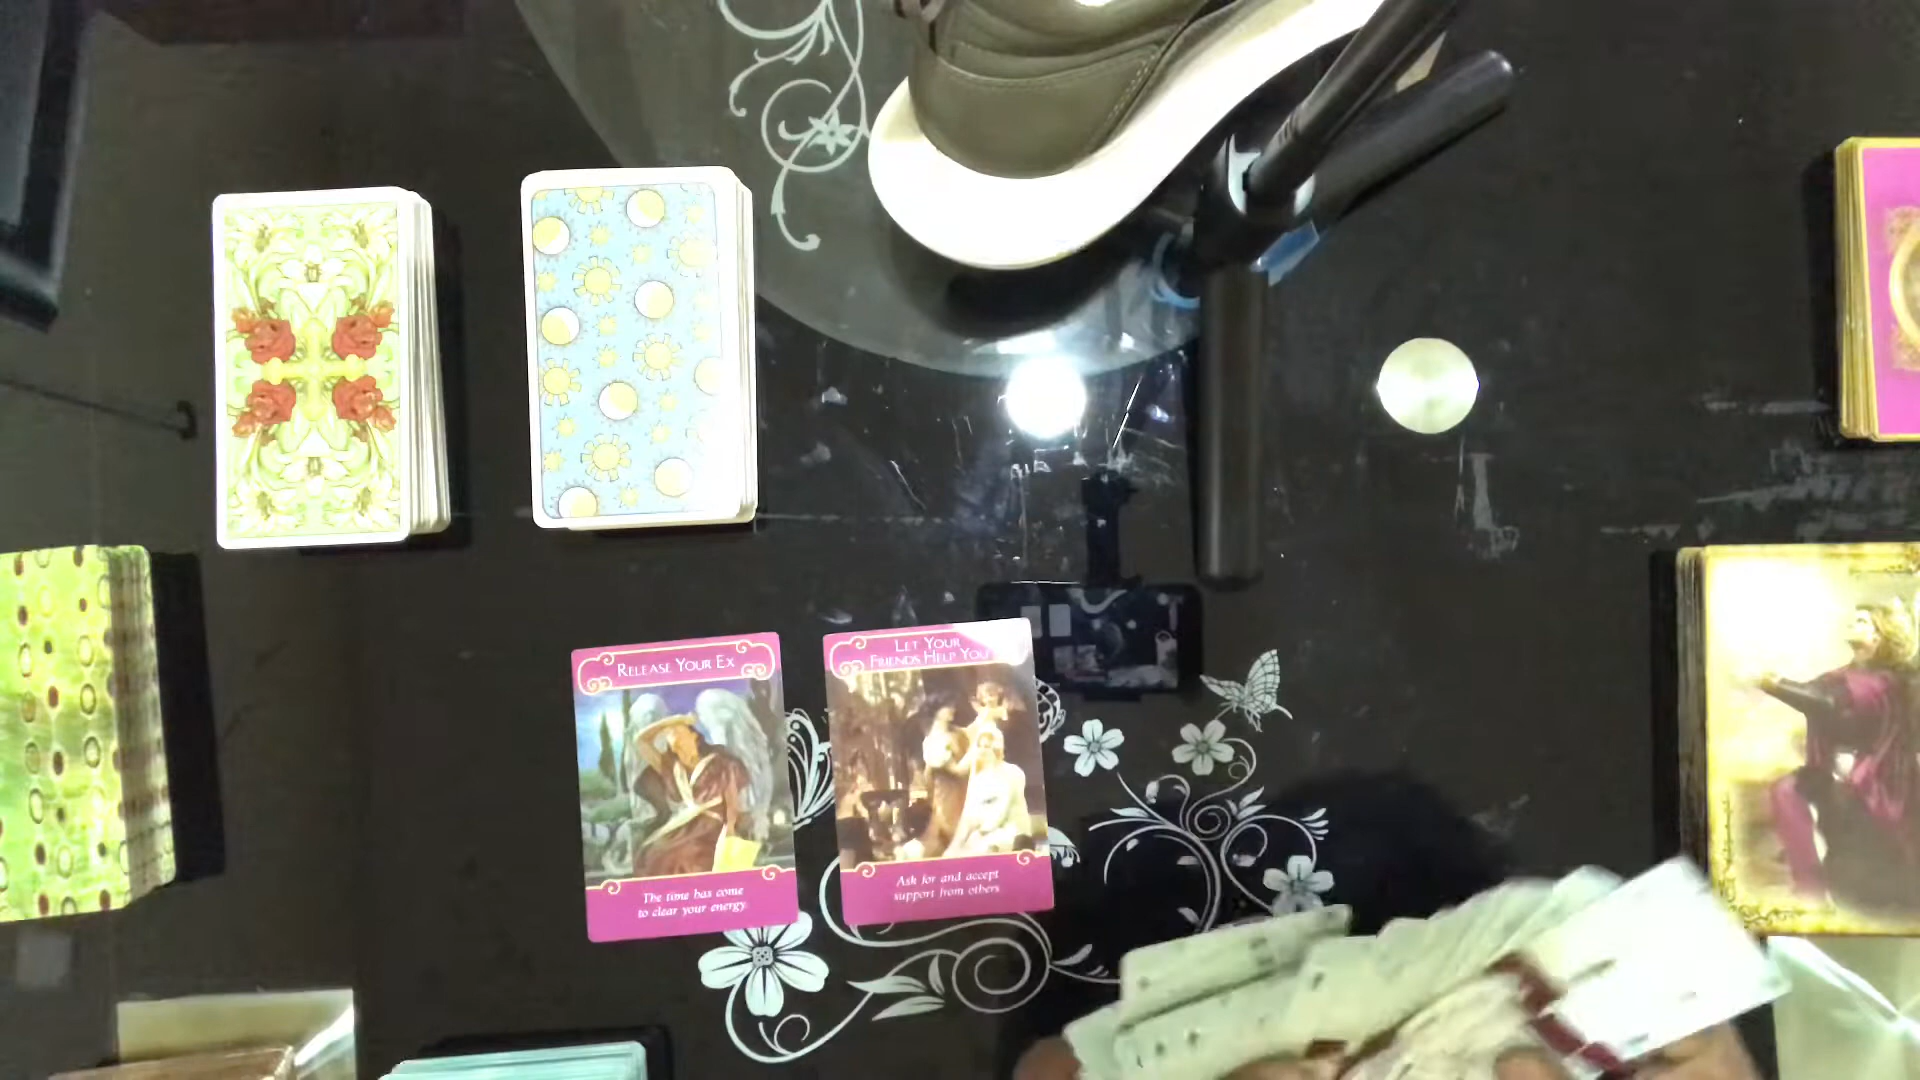 RELEASE YOUR EX
The time has come
to clear your energy.
LET YOUR
FRIENDS HELP YOU
Ask for and accept
support from others